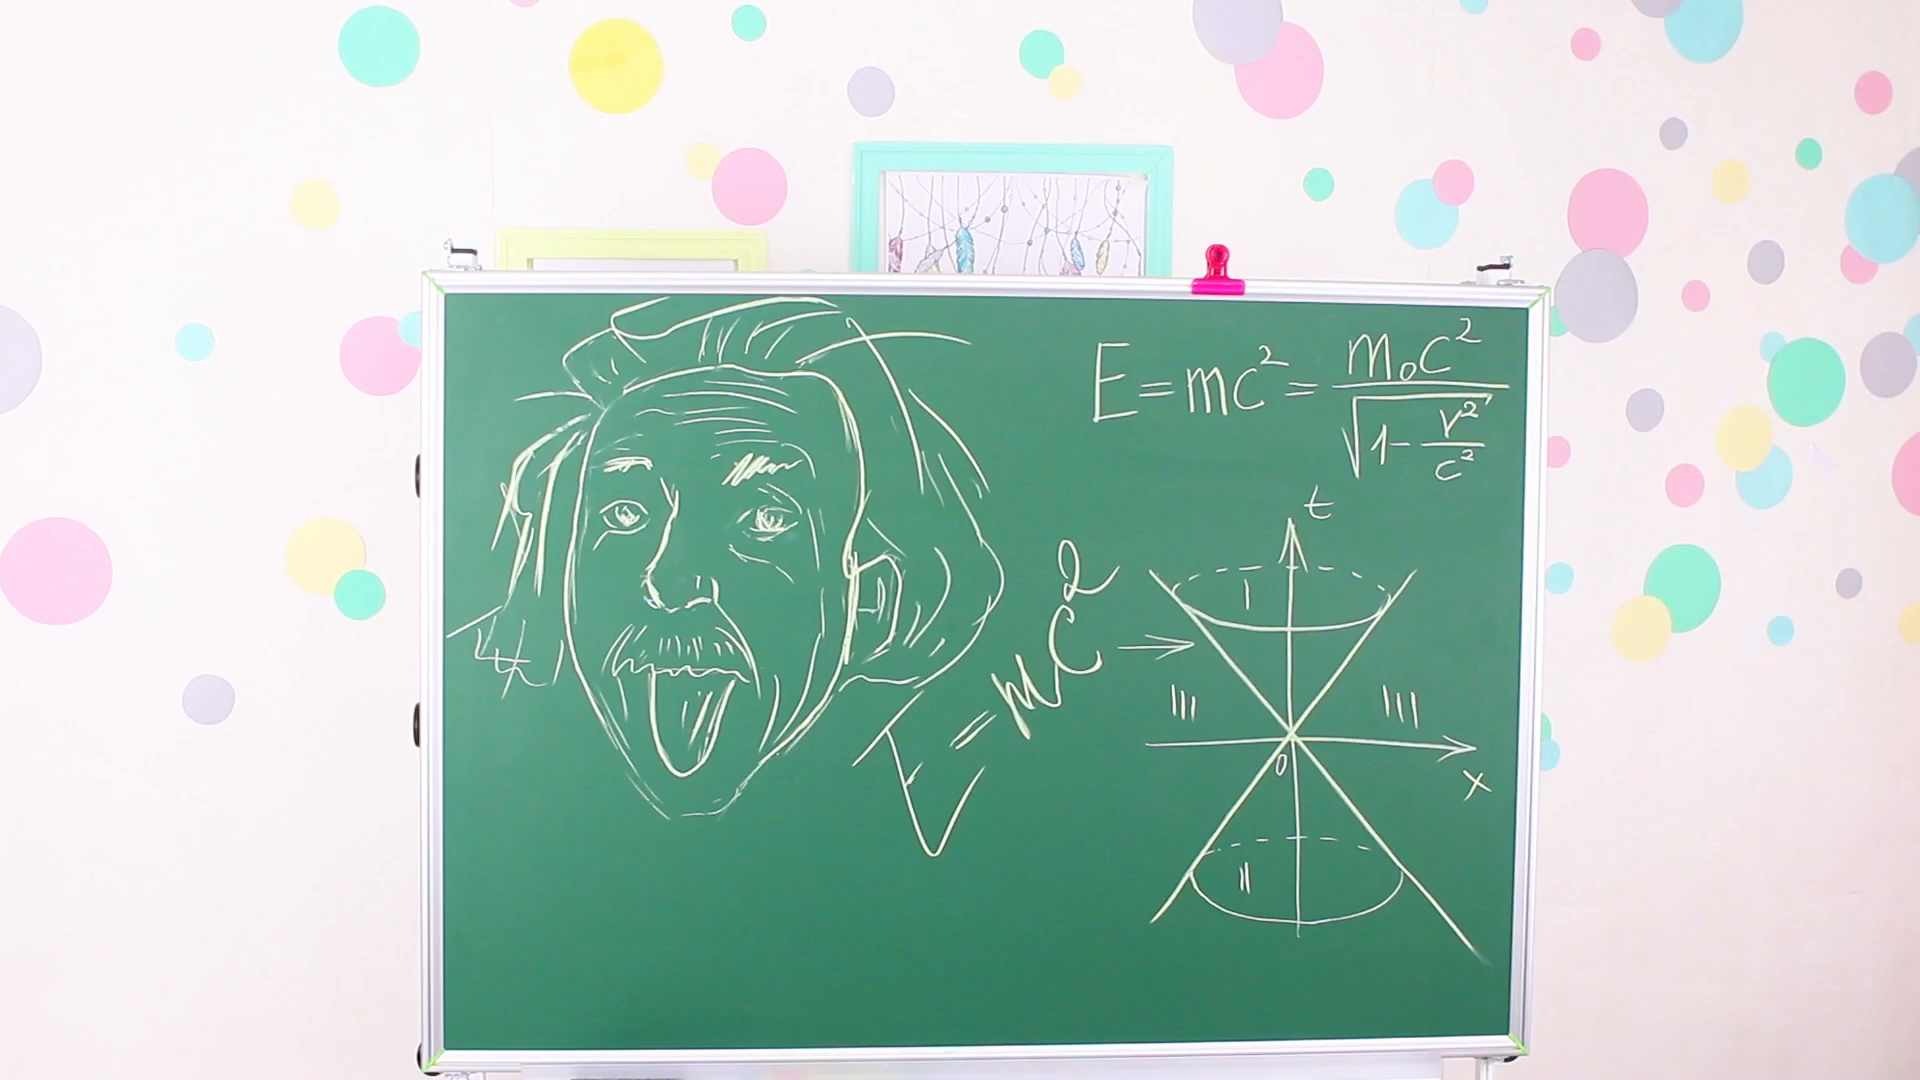 E = mc² = m₀c² / √(1 - v²/c²)
t
I
= mc²
III III
0
x
II